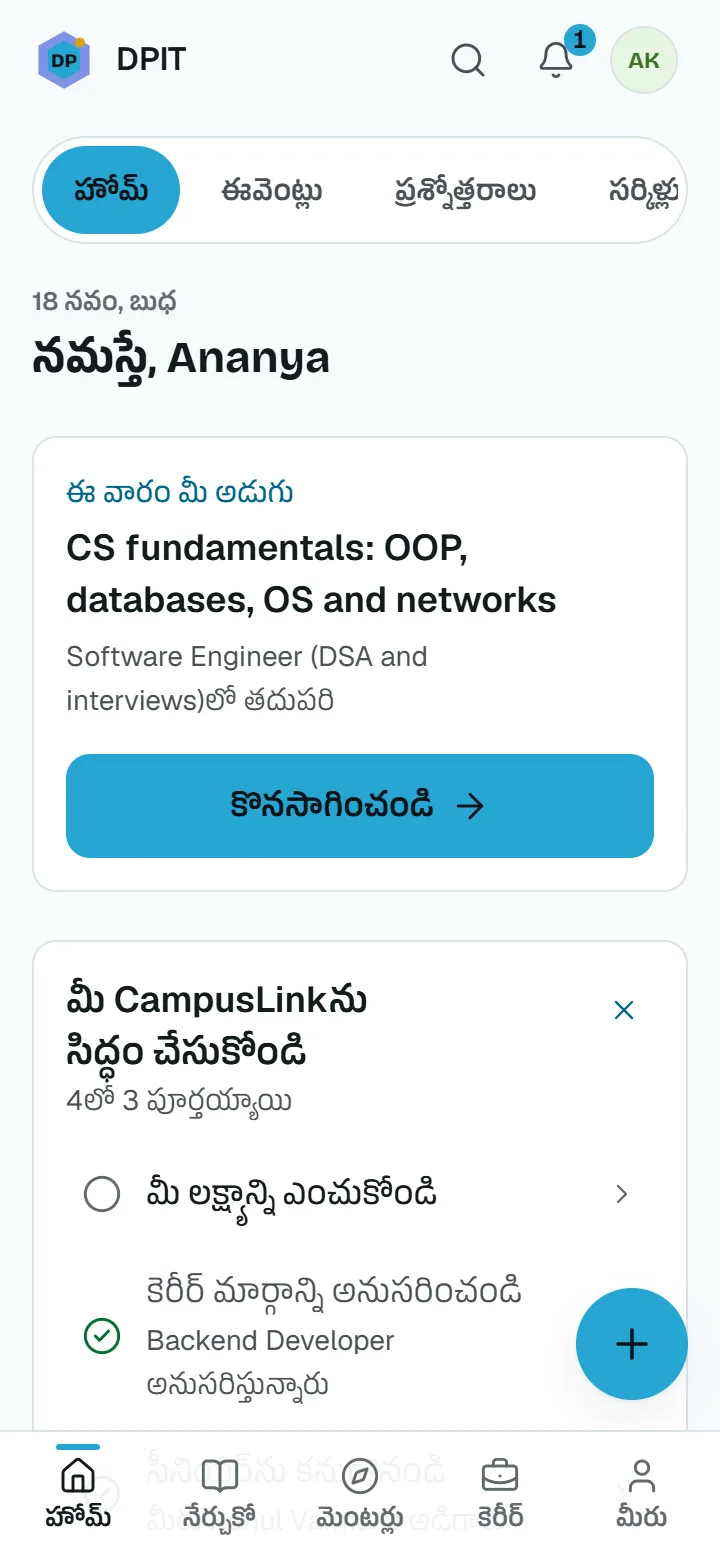 DP
DPIT
1
AK
హోమ్
ఈవెంట్లు
ప్రశ్నోత్తరాలు
సర్కిళ్లు
18 నవం, బుధ
నమస్తే, Ananya
ఈ వారం మీ అడుగు
CS fundamentals: OOP,
databases, OS and networks
Software Engineer (DSA and
interviews)లో తదుపరి
కొనసాగించండి
మీ CampusLinkను
సిద్ధం చేసుకోండి
4లో 3 పూర్తయ్యాయి
మీ లక్ష్యాన్ని ఎంచుకోండి
కెరీర్ మార్గాన్ని అనుసరించండి
Backend Developer
అనుసరిస్తున్నారు
హోమ్
నేర్చుకో
మెంటర్లు
కెరీర్
మీరు